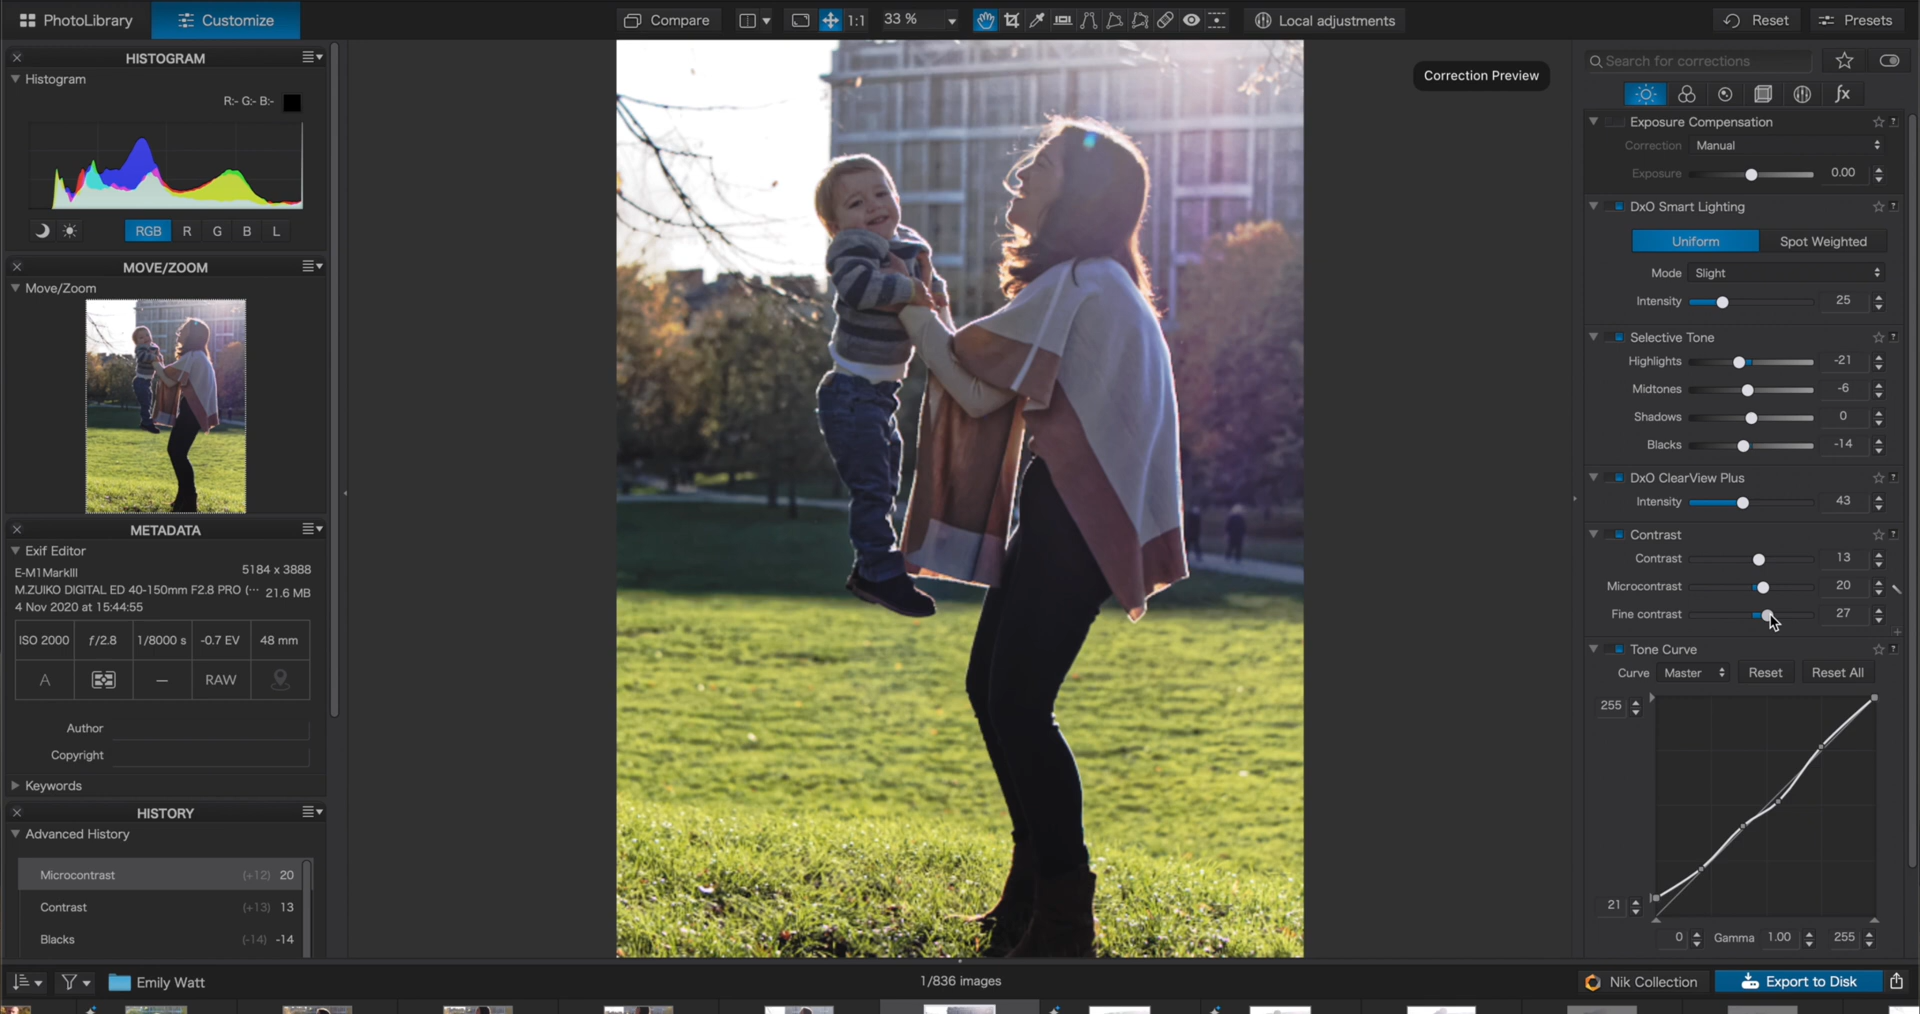 PhotoLibrary Customize Compare 1:1 33 % Local adjustments Reset Presets
HISTOGRAM
Histogram
R:- G:- B:-
RGB R G B L
MOVE/ZOOM
Move/Zoom
METADATA
Exif Editor
E-M1MarkIII 5184 x 3888
M.ZUIKO DIGITAL ED 40-150mm F2.8 PRO (··· 21.6 MB
4 Nov 2020 at 15:44:55
ISO 2000 ƒ/2.8 1/8000 s -0.7 EV 48 mm
A — RAW
Author
Copyright
Keywords
HISTORY
Advanced History
Microcontrast (+12) 20
Contrast (+13) 13
Blacks (-14) -14
Correction Preview
Search for corrections
fx
Exposure Compensation ?
Correction Manual
Exposure 0.00
DxO Smart Lighting ?
Uniform Spot Weighted
Mode Slight
Intensity 25
Selective Tone ?
Highlights -21
Midtones -6
Shadows 0
Blacks -14
DxO ClearView Plus ?
Intensity 43
Contrast ?
Contrast 13
Microcontrast 20
Fine contrast 27
Tone Curve ?
Curve Master Reset Reset All
255
21
0 Gamma 1.00 255
Emily Watt 1/836 images Nik Collection Export to Disk